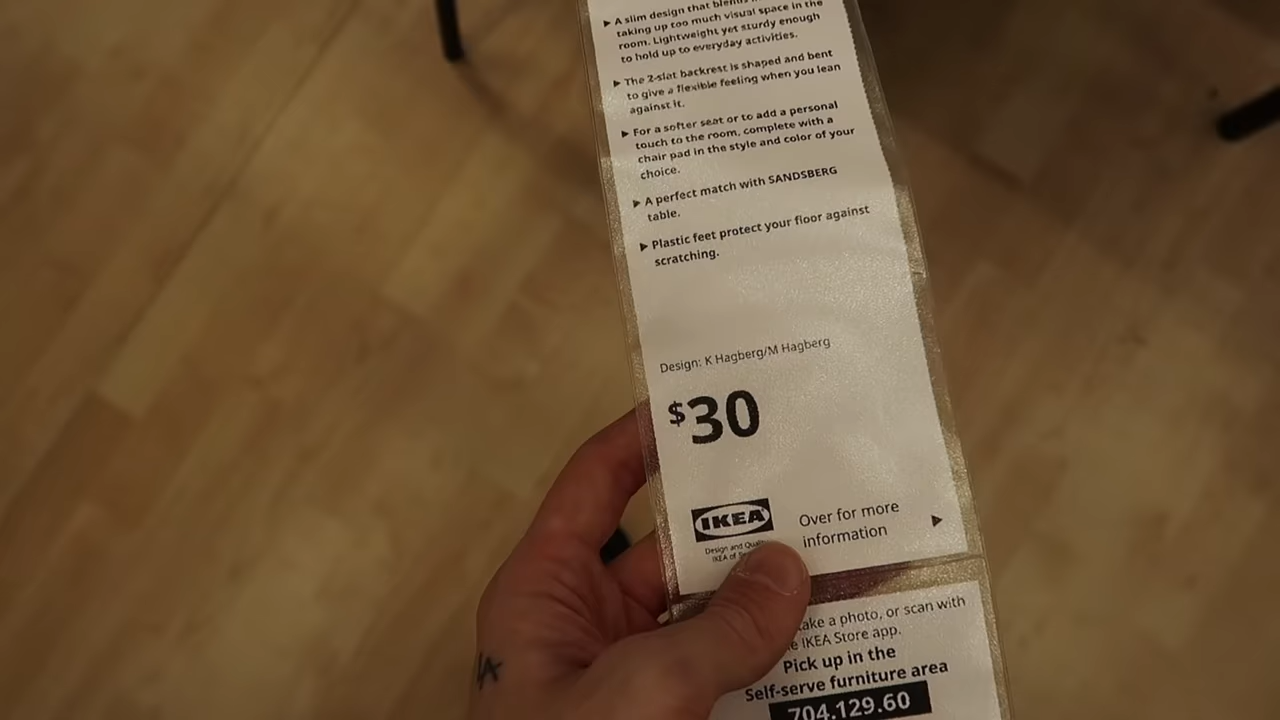 ▶ A slim design that blends
taking up too much visual space in the
room. Lightweight yet sturdy enough
to hold up to everyday activities.
▶ The 2-slat backrest is shaped and bent
to give a flexible feeling when you lean
against it.
▶ For a softer seat or to add a personal
touch to the room, complete with a
chair pad in the style and color of your
choice.
▶ A perfect match with SANDSBERG
table.
▶ Plastic feet protect your floor against
scratching.
Design: K Hagberg/M Hagberg
$30
IKEA
Design and
IKEA of
Over for more
information ▶
a photo, or scan with
IKEA Store app.
Pick up in the
Self-serve furniture area
704.129.60